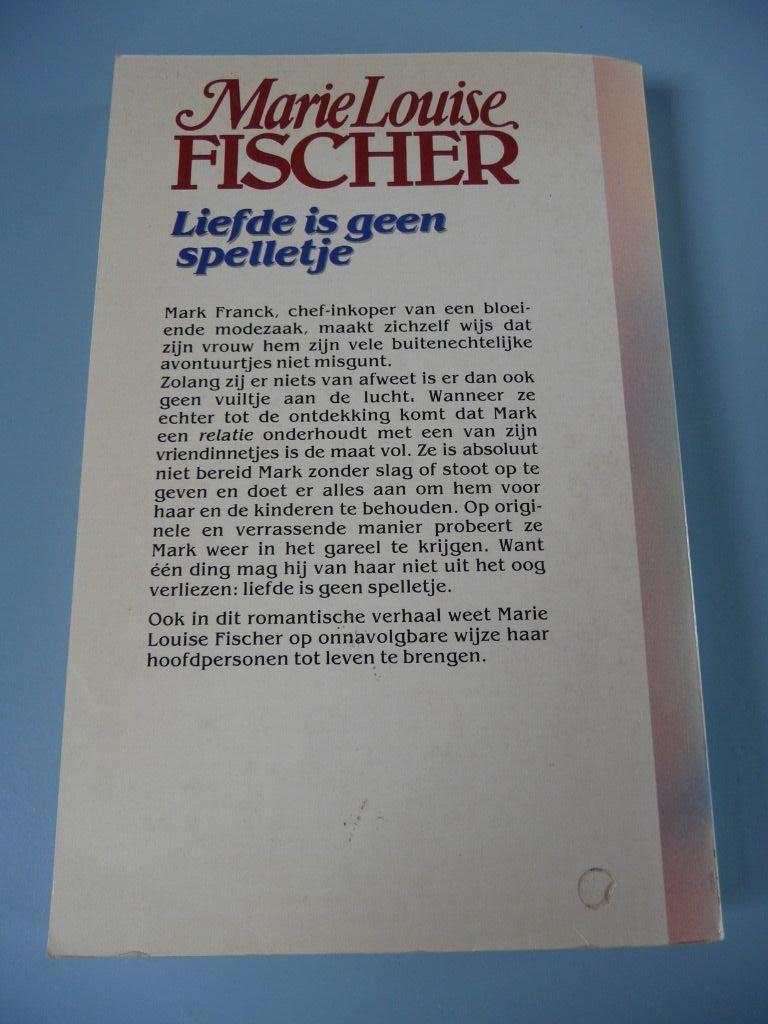 Marie Louise
FISCHER
Liefde is geen
spelletje
Mark Franck, chef-inkoper van een bloei-
ende modezaak, maakt zichzelf wijs dat
zijn vrouw hem zijn vele buitenechtelijke
avontuurtjes niet misgunt.
Zolang zij er niets van afweet is er dan ook
geen vuiltje aan de lucht. Wanneer ze
echter tot de ontdekking komt dat Mark
een relatie onderhoudt met een van zijn
vriendinnetjes is de maat vol. Ze is absoluut
niet bereid Mark zonder slag of stoot op te
geven en doet er alles aan om hem voor
haar en de kinderen te behouden. Op origi-
nele en verrassende manier probeert ze
Mark weer in het gareel te krijgen. Want
één ding mag hij van haar niet uit het oog
verliezen: liefde is geen spelletje.
Ook in dit romantische verhaal weet Marie
Louise Fischer op onnavolgbare wijze haar
hoofdpersonen tot leven te brengen.